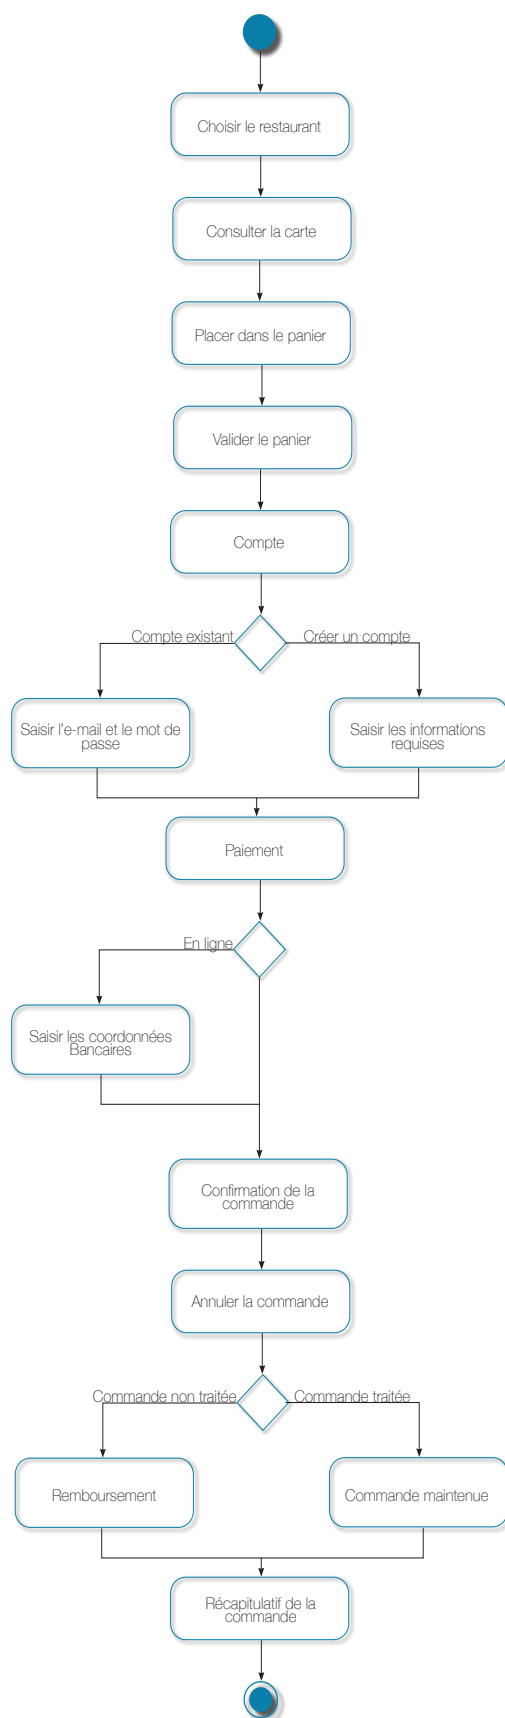 Choisir le restaurant
Consulter la carte
Placer dans le panier
Valider le panier
Compte
Compte existant
Créer un compte
Saisir l'e-mail et le mot de
passe
Saisir les informations
requises
Paiement
En ligne
Saisir les coordonnées
Bancaires
Confirmation de la
commande
Annuler la commande
Commande non traitée
Commande traitée
Remboursement
Commande maintenue
Récapitulatif de la
commande